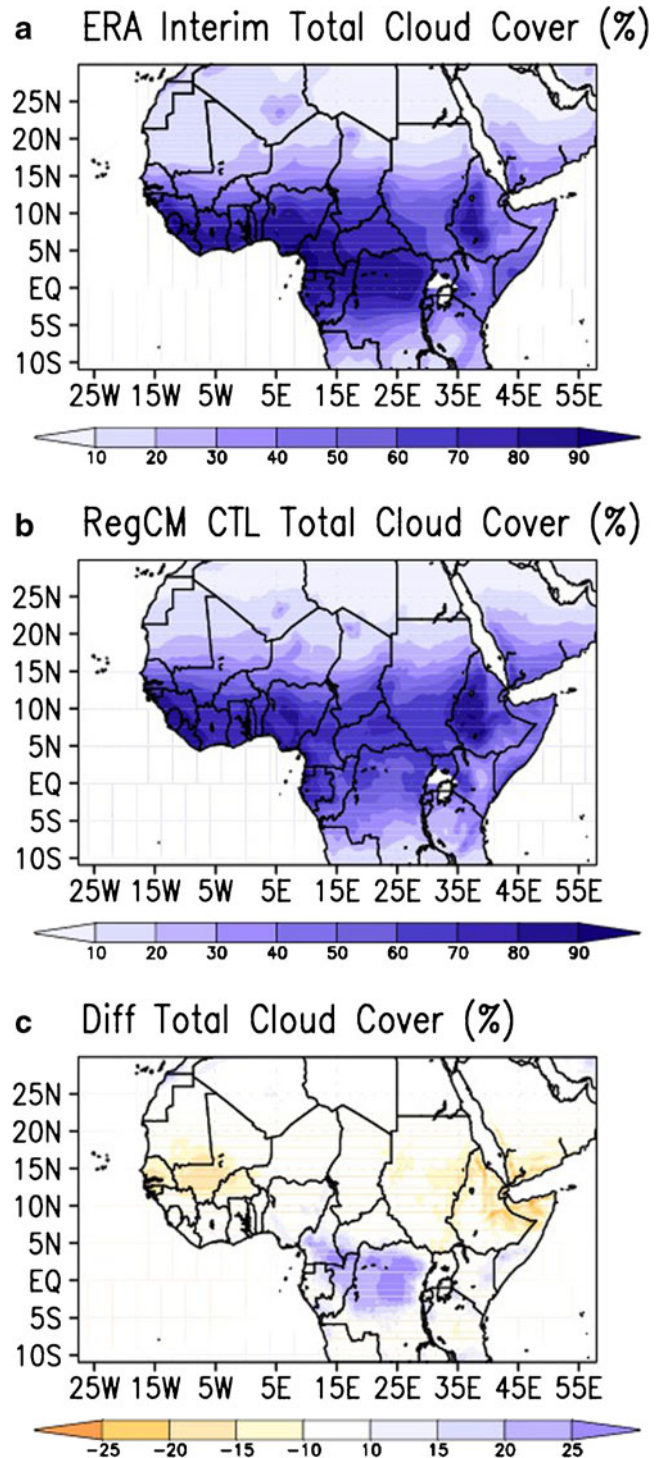 a ERA Interim Total Cloud Cover (%)
25N
20N
15N
10N
5N
EQ
5S
10S
25W 15W 5W 5E 15E 25E 35E 45E 55E
10 20 30 40 50 60 70 80 90
b RegCM CTL Total Cloud Cover (%)
25N
20N
15N
10N
5N
EQ
5S
10S
25W 15W 5W 5E 15E 25E 35E 45E 55E
10 20 30 40 50 60 70 80 90
c Diff Total Cloud Cover (%)
25N
20N
15N
10N
5N
EQ
5S
10S
25W 15W 5W 5E 15E 25E 35E 45E 55E
-25 -20 -15 -10 10 15 20 25